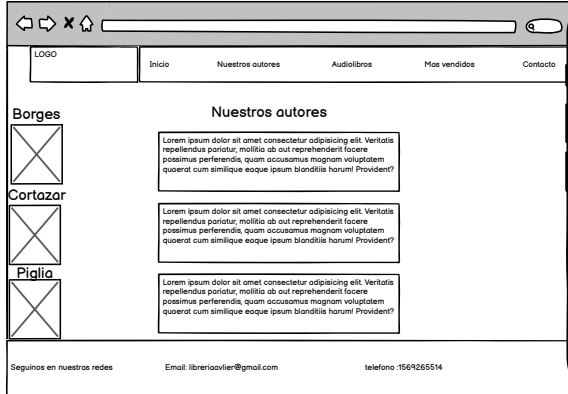 LOGO
Inicio
Nuestros autores
Audiolibros
Mas vendidos
Contacto
Nuestros autores
Borges
Lorem ipsum dolor sit amet consectetur adipisicing elit. Veritatis
repellendus pariatur, mollitia ab aut reprehenderit facere
possimus perferendis, quam accusamus magnam voluptatem
quaerat cum similique eaque ipsum blanditiis harum! Provident?
Cortazar
Lorem ipsum dolor sit amet consectetur adipisicing elit. Veritatis
repellendus pariatur, mollitia ab aut reprehenderit facere
possimus perferendis, quam accusamus magnam voluptatem
quaerat cum similique eaque ipsum blanditiis harum! Provident?
Piglia
Lorem ipsum dolor sit amet consectetur adipisicing elit. Veritatis
repellendus pariatur, mollitia ab aut reprehenderit facere
possimus perferendis, quam accusamus magnam voluptatem
quaerat cum similique eaque ipsum blanditiis harum! Provident?
Seguinos en nuestras redes
Email: libreriaavlier@gmail.com
telefono :1569265514